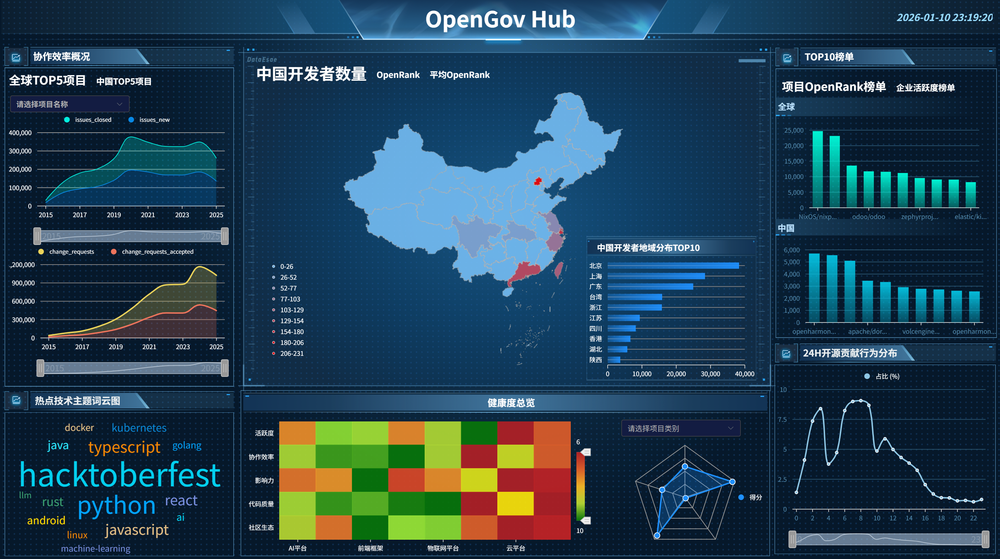 OpenGov Hub
2026-01-10 23:19:20
协作效率概况
全球TOP5项目 中国TOP5项目
请选择项目名称
issues_closed issues_new
400,000
300,000
200,000
100,000
0
2015 2017 2019 2021 2023 2025
2015 2025
change_requests change_requests_accepted
,200,000
900,000
600,000
300,000
0
2015 2017 2019 2021 2023 2025
2015 2025
热点技术主题词云图
docker kubernetes
java typescript golang
hacktoberfest
llm rust python react
android ai
linux javascript
machine-learning
DataEsae
中国开发者数量 OpenRank 平均OpenRank
0-26
26-52
52-77
77-103
103-129
129-154
154-180
180-206
206-231
中国开发者地域分布TOP10
北京
上海
广东
台湾
浙江
江苏
四川
香港
湖北
陕西
0 10,000 20,000 30,000 40,000
健康度总览
活跃度
协作效率
影响力
代码质量
社区生态
AI平台 前端框架 物联网平台 云平台
6
10
请选择项目类别
得分
TOP10榜单
项目OpenRank榜单 企业活跃度榜单
全球
25,000
20,000
15,000
10,000
5,000
0
NixOS/nixp... odoo/odoo zephyrproj... elastic/ki...
中国
6,000
5,000
4,000
3,000
2,000
1,000
0
openharmon... apache/dor... volcengine... openharmon...
24H开源贡献行为分布
占比 (%)
10
7.5
5
2.5
0
0 2 4 6 8 10 12 14 16 18 20 22
0 23